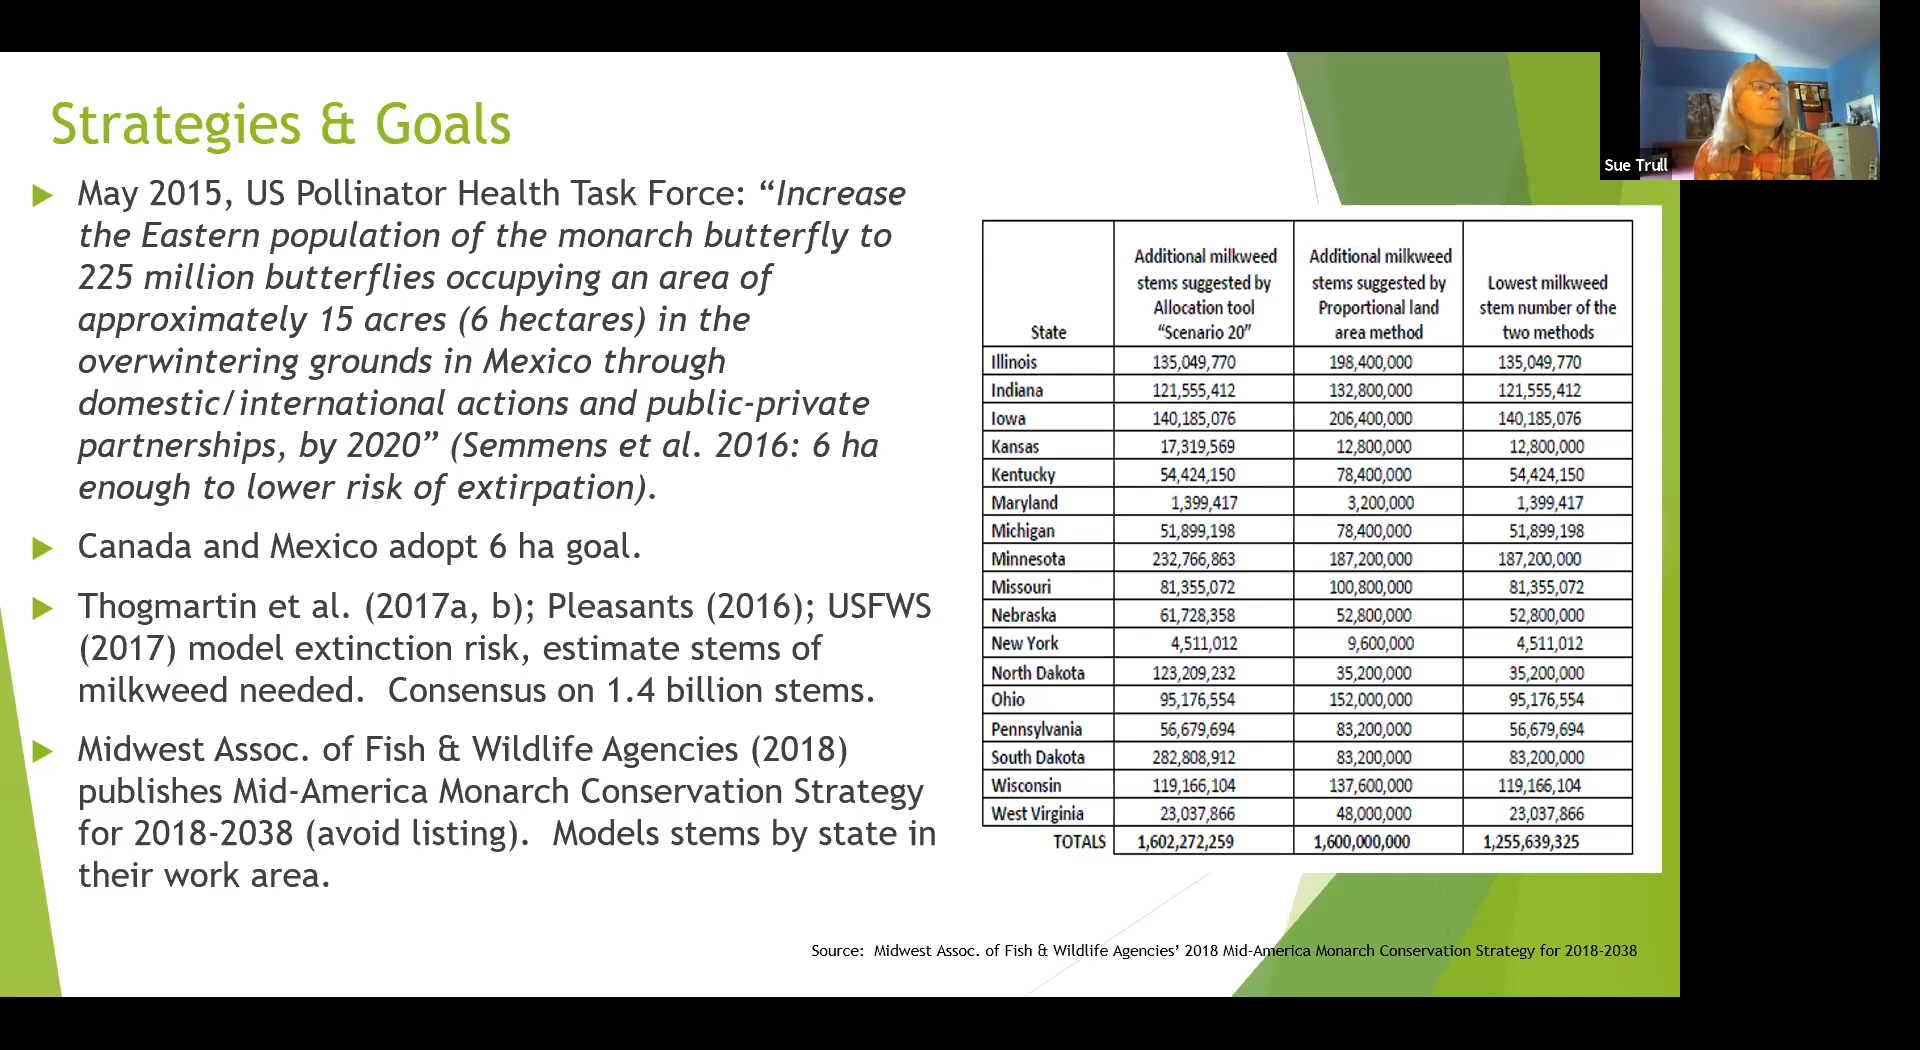 Strategies & Goals
May 2015, US Pollinator Health Task Force: “Increase
the Eastern population of the monarch butterfly to
225 million butterflies occupying an area of
approximately 15 acres (6 hectares) in the
overwintering grounds in Mexico through
domestic/international actions and public-private
partnerships, by 2020” (Semmens et al. 2016: 6 ha
enough to lower risk of extirpation).
Canada and Mexico adopt 6 ha goal.
Thogmartin et al. (2017a, b); Pleasants (2016); USFWS
(2017) model extinction risk, estimate stems of
milkweed needed.  Consensus on 1.4 billion stems.
Midwest Assoc. of Fish & Wildlife Agencies (2018)
publishes Mid-America Monarch Conservation Strategy
for 2018-2038 (avoid listing).  Models stems by state in
their work area.
Sue Trull
State
Additional milkweed
stems suggested by
Allocation tool
“Scenario 20”
Additional milkweed
stems suggested by
Proportional land
area method
Lowest milkweed
stem number of the
two methods
Illinois 135,049,770 198,400,000 135,049,770
Indiana 121,555,412 132,800,000 121,555,412
Iowa 140,185,076 206,400,000 140,185,076
Kansas 17,319,569 12,800,000 12,800,000
Kentucky 54,424,150 78,400,000 54,424,150
Maryland 1,399,417 3,200,000 1,399,417
Michigan 51,899,198 78,400,000 51,899,198
Minnesota 232,766,863 187,200,000 187,200,000
Missouri 81,355,072 100,800,000 81,355,072
Nebraska 61,728,358 52,800,000 52,800,000
New York 4,511,012 9,600,000 4,511,012
North Dakota 123,209,232 35,200,000 35,200,000
Ohio 95,176,554 152,000,000 95,176,554
Pennsylvania 56,679,694 83,200,000 56,679,694
South Dakota 282,808,912 83,200,000 83,200,000
Wisconsin 119,166,104 137,600,000 119,166,104
West Virginia 23,037,866 48,000,000 23,037,866
TOTALS 1,602,272,259 1,600,000,000 1,255,639,325
Source:  Midwest Assoc. of Fish & Wildlife Agencies’ 2018 Mid-America Monarch Conservation Strategy for 2018-2038